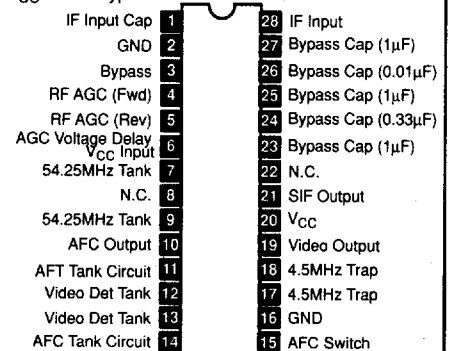 IF Input Cap 1 28 IF Input
GND 2 27 Bypass Cap (1µF)
Bypass 3 26 Bypass Cap (0.01µF)
RF AGC (Fwd) 4 25 Bypass Cap (1µF)
RF AGC (Rev) 5 24 Bypass Cap (0.33µF)
AGC Voltage Delay
VCC Input 6 23 Bypass Cap (1µF)
54.25MHz Tank 7 22 N.C.
N.C. 8 21 SIF Output
54.25MHz Tank 9 20 VCC
AFC Output 10 19 Video Output
AFT Tank Circuit 11 18 4.5MHz Trap
Video Det Tank 12 17 4.5MHz Trap
Video Det Tank 13 16 GND
AFC Tank Circuit 14 15 AFC Switch